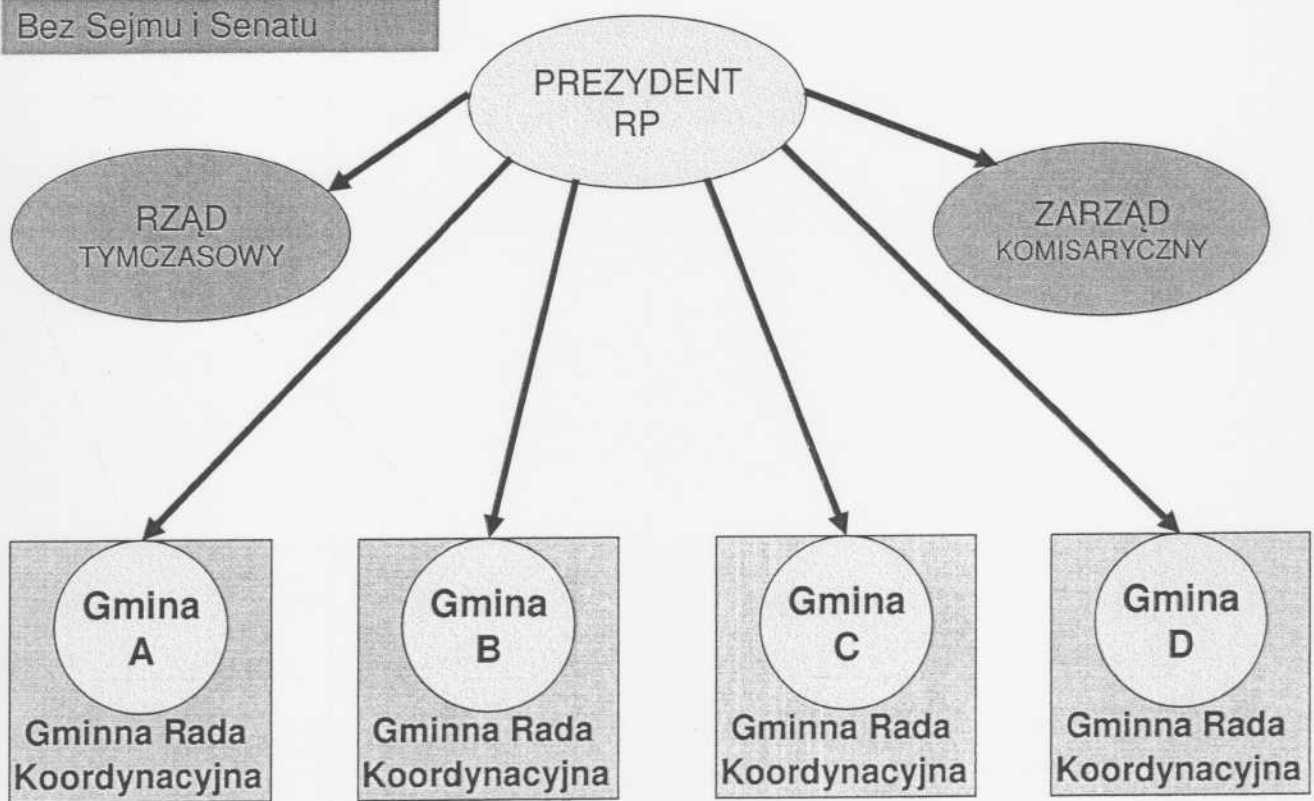 Bez Sejmu i Senatu
PREZYDENT
RP
RZĄD
TYMCZASOWY
ZARZĄD
KOMISARYCZNY
Gmina
A
Gminna Rada
Koordynacyjna
Gmina
B
Gminna Rada
Koordynacyjna
Gmina
C
Gminna Rada
Koordynacyjna
Gmina
D
Gminna Rada
Koordynacyjna